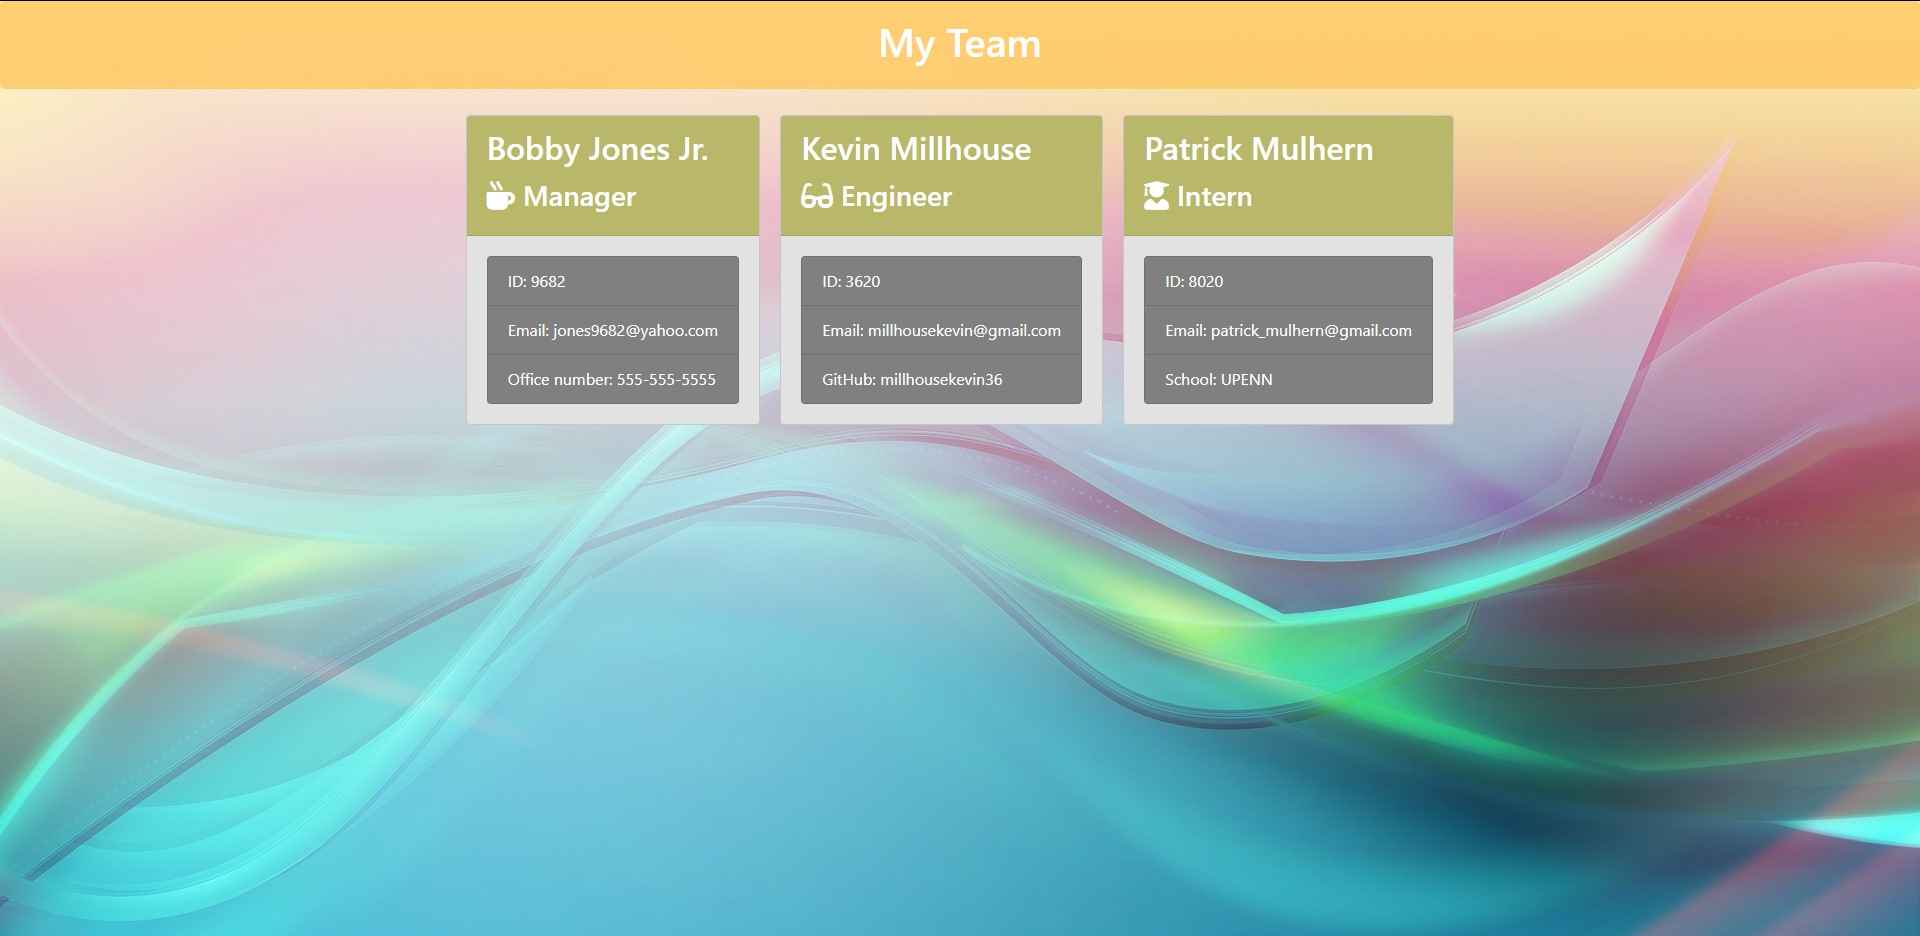 My Team
Bobby Jones Jr.
Manager
ID: 9682
Email: jones9682@yahoo.com
Office number: 555-555-5555
Kevin Millhouse
Engineer
ID: 3620
Email: millhousekevin@gmail.com
GitHub: millhousekevin36
Patrick Mulhern
Intern
ID: 8020
Email: patrick_mulhern@gmail.com
School: UPENN